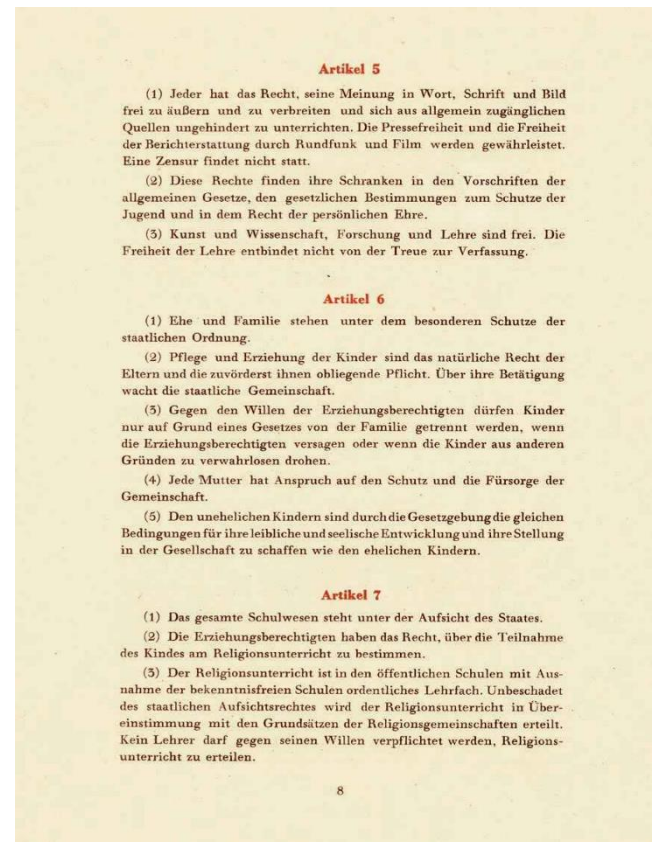 Artikel 5
(1) Jeder hat das Recht, seine Meinung in Wort, Schrift und Bild
frei zu äußern und zu verbreiten und sich aus allgemein zugänglichen
Quellen ungehindert zu unterrichten. Die Pressefreiheit und die Freiheit
der Berichterstattung durch Rundfunk und Film werden gewährleistet.
Eine Zensur findet nicht statt.
(2) Diese Rechte finden ihre Schranken in den Vorschriften der
allgemeinen Gesetze, den gesetzlichen Bestimmungen zum Schutze der
Jugend und in dem Recht der persönlichen Ehre.
(3) Kunst und Wissenschaft, Forschung und Lehre sind frei. Die
Freiheit der Lehre entbindet nicht von der Treue zur Verfassung.
Artikel 6
(1) Ehe und Familie stehen unter dem besonderen Schutze der
staatlichen Ordnung.
(2) Pflege und Erziehung der Kinder sind das natürliche Recht der
Eltern und die zuvörderst ihnen obliegende Pflicht. Über ihre Betätigung
wacht die staatliche Gemeinschaft.
(3) Gegen den Willen der Erziehungsberechtigten dürfen Kinder
nur auf Grund eines Gesetzes von der Familie getrennt werden, wenn
die Erziehungsberechtigten versagen oder wenn die Kinder aus anderen
Gründen zu verwahrlosen drohen.
(4) Jede Mutter hat Anspruch auf den Schutz und die Fürsorge der
Gemeinschaft.
(5) Den unehelichen Kindern sind durch die Gesetzgebung die gleichen
Bedingungen für ihre leibliche und seelische Entwicklung und ihre Stellung
in der Gesellschaft zu schaffen wie den ehelichen Kindern.
Artikel 7
(1) Das gesamte Schulwesen steht unter der Aufsicht des Staates.
(2) Die Erziehungsberechtigten haben das Recht, über die Teilnahme
des Kindes am Religionsunterricht zu bestimmen.
(3) Der Religionsunterricht ist in den öffentlichen Schulen mit Aus-
nahme der bekenntnisfreien Schulen ordentliches Lehrfach. Unbeschadet
des staatlichen Aufsichtsrechtes wird der Religionsunterricht in Über-
einstimmung mit den Grundsätzen der Religionsgemeinschaften erteilt.
Kein Lehrer darf gegen seinen Willen verpflichtet werden, Religions-
unterricht zu erteilen.
8